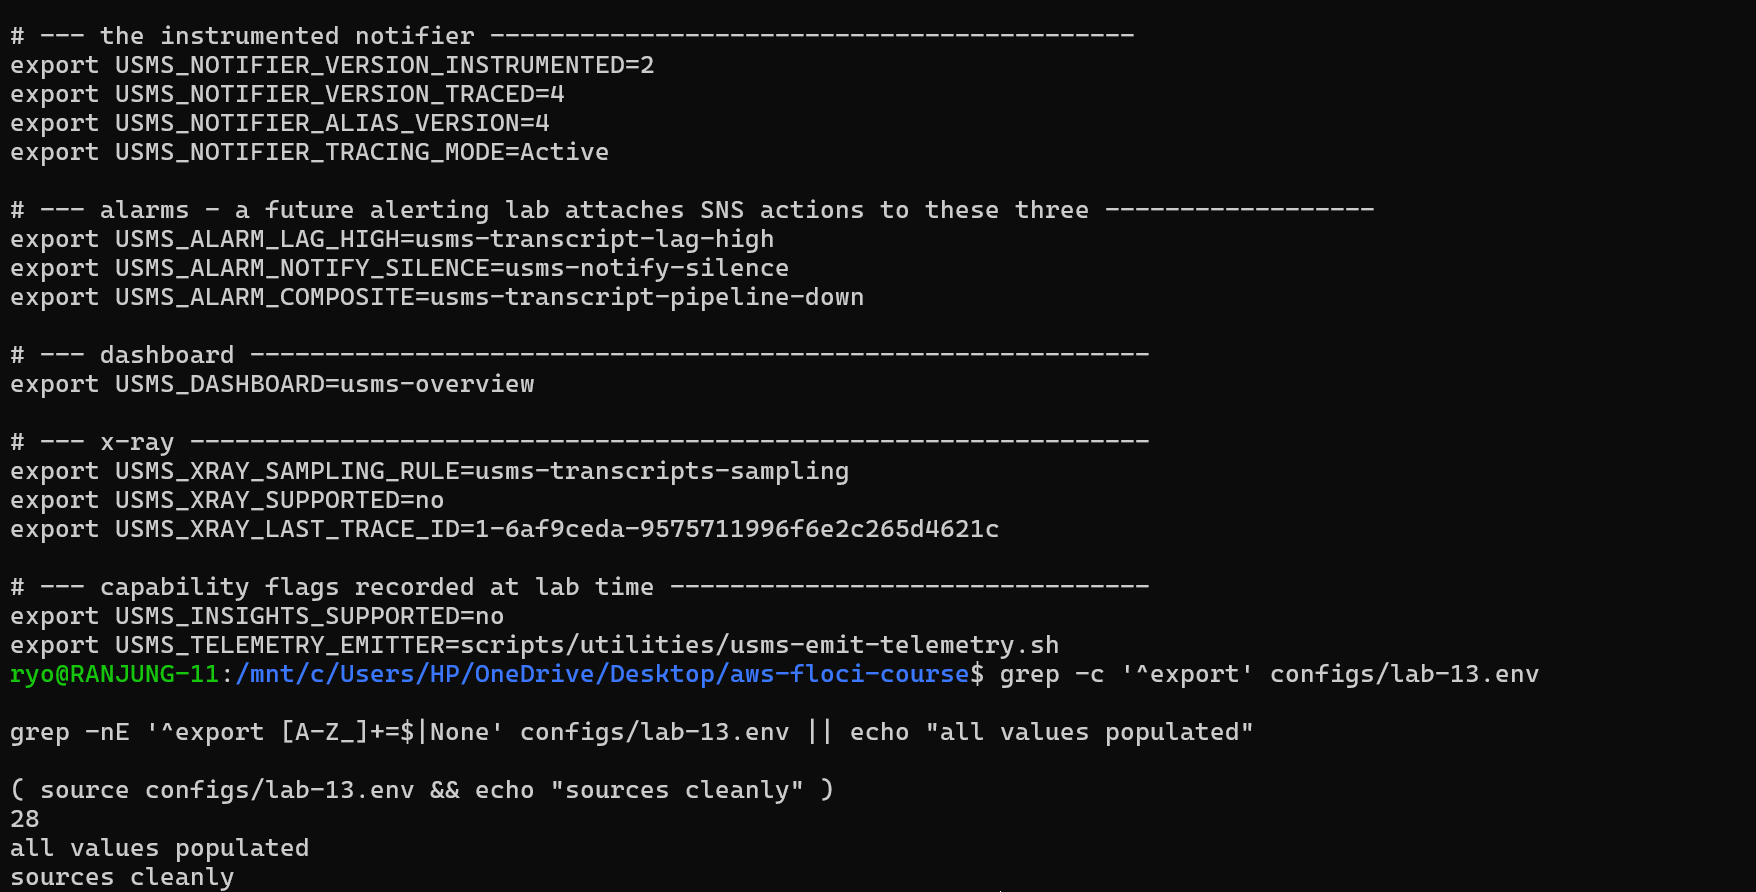 # --- the instrumented notifier -------------------------------------------
export USMS_NOTIFIER_VERSION_INSTRUMENTED=2
export USMS_NOTIFIER_VERSION_TRACED=4
export USMS_NOTIFIER_ALIAS_VERSION=4
export USMS_NOTIFIER_TRACING_MODE=Active
# --- alarms - a future alerting lab attaches SNS actions to these three ------------------
export USMS_ALARM_LAG_HIGH=usms-transcript-lag-high
export USMS_ALARM_NOTIFY_SILENCE=usms-notify-silence
export USMS_ALARM_COMPOSITE=usms-transcript-pipeline-down
# --- dashboard ------------------------------------------------------------
export USMS_DASHBOARD=usms-overview
# --- x-ray ----------------------------------------------------------------
export USMS_XRAY_SAMPLING_RULE=usms-transcripts-sampling
export USMS_XRAY_SUPPORTED=no
export USMS_XRAY_LAST_TRACE_ID=1-6af9ceda-9575711996f6e2c265d4621c
# --- capability flags recorded at lab time --------------------------------
export USMS_INSIGHTS_SUPPORTED=no
export USMS_TELEMETRY_EMITTER=scripts/utilities/usms-emit-telemetry.sh
ryo@RANJUNG-11:/mnt/c/Users/HP/OneDrive/Desktop/aws-floci-course$ grep -c '^export' configs/lab-13.env
grep -nE '^export [A-Z_]+=$|None' configs/lab-13.env || echo "all values populated"
( source configs/lab-13.env && echo "sources cleanly" )
28
all values populated
sources cleanly